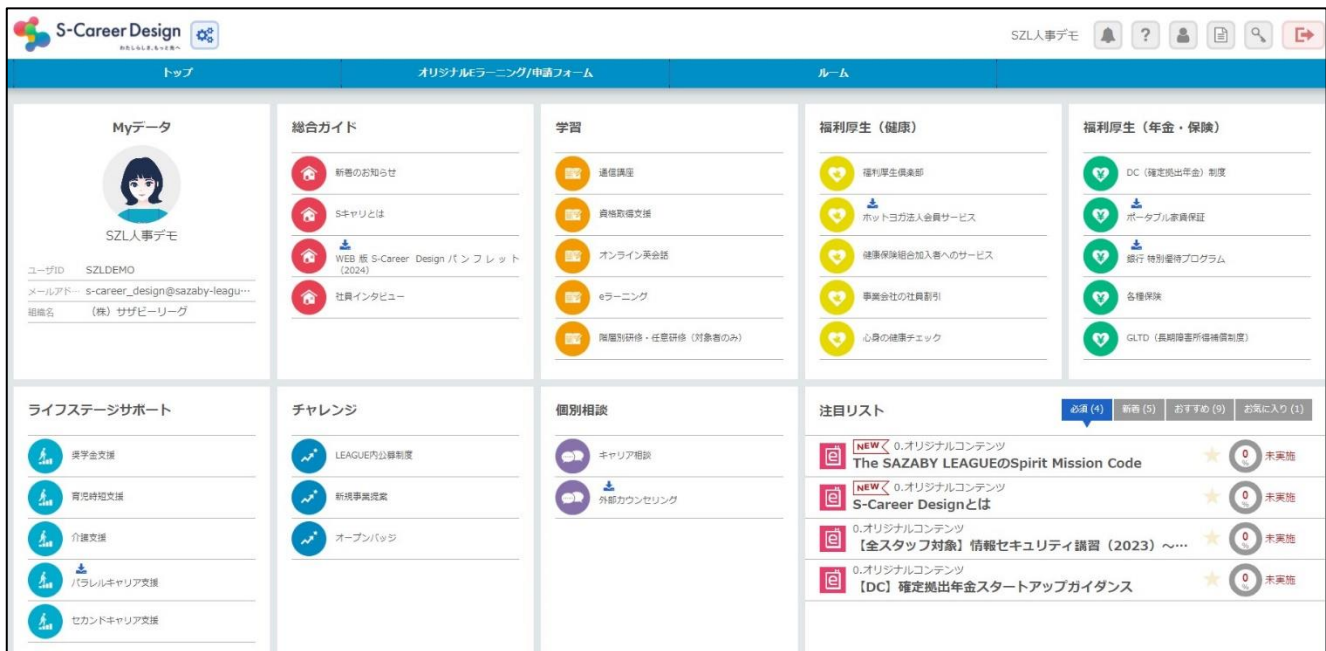 S-Career Design
わたしらしさ、もっと先へ
SZL人事デモ
トップ
オリジナルEラーニング/申請フォーム
ルーム
Myデータ
SZL人事デモ
ユーザID SZLDEMO
メールアド… s-career_design@sazaby-leagu…
組織名 （株）サザビーリーグ
総合ガイド
新着のお知らせ
Sキャリとは
WEB 版 S-Career Design パンフレット
(2024)
社員インタビュー
学習
通信講座
資格取得支援
オンライン英会話
eラーニング
階層別研修・任意研修（対象者のみ）
福利厚生（健康）
福利厚生倶楽部
ホットヨガ法人会員サービス
健康保険組合加入者へのサービス
事業会社の社員割引
心身の健康チェック
福利厚生（年金・保険）
DC（確定拠出年金）制度
ポータブル家賃保証
銀行 特別優待プログラム
各種保険
GLTD（長期障害所得補償制度）
ライフステージサポート
奨学金支援
育児時短支援
介護支援
パラレルキャリア支援
セカンドキャリア支援
チャレンジ
LEAGUE内公募制度
新規事業提案
オープンバッジ
個別相談
キャリア相談
外部カウンセリング
注目リスト
必須 (4) 新着 (5) おすすめ (9) お気に入り (1)
NEW 0.オリジナルコンテンツ
The SAZABY LEAGUEのSpirit Mission Code
0 % 未実施
NEW 0.オリジナルコンテンツ
S-Career Designとは
0 % 未実施
0.オリジナルコンテンツ
【全スタッフ対象】情報セキュリティ講習（2023）～…
0 % 未実施
0.オリジナルコンテンツ
【DC】確定拠出年金スタートアップガイダンス
0 % 未実施